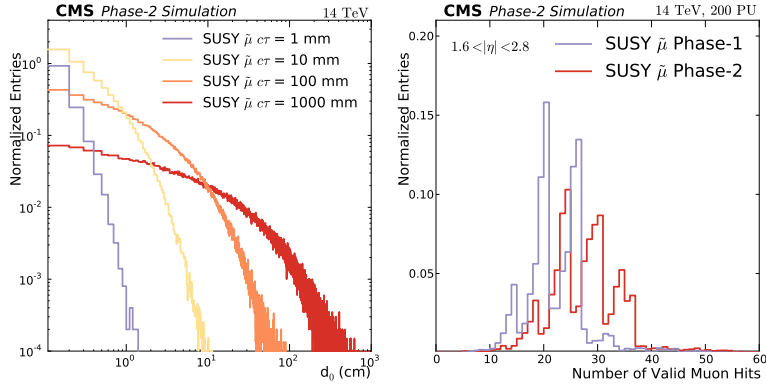 CMS Phase-2 Simulation 14 TeV
SUSY μ̃ cτ = 1 mm
SUSY μ̃ cτ = 10 mm
SUSY μ̃ cτ = 100 mm
SUSY μ̃ cτ = 1000 mm
Normalized Entries
10⁰
10⁻¹
10⁻²
10⁻³
10⁻⁴
10⁰ 10¹ 10² 10³
d₀ (cm)
CMS Phase-2 Simulation 14 TeV, 200 PU
1.6<|η|<2.8
SUSY μ̃ Phase-1
SUSY μ̃ Phase-2
Normalized Entries
0.20
0.15
0.10
0.05
0 10 20 30 40 50 60
Number of Valid Muon Hits